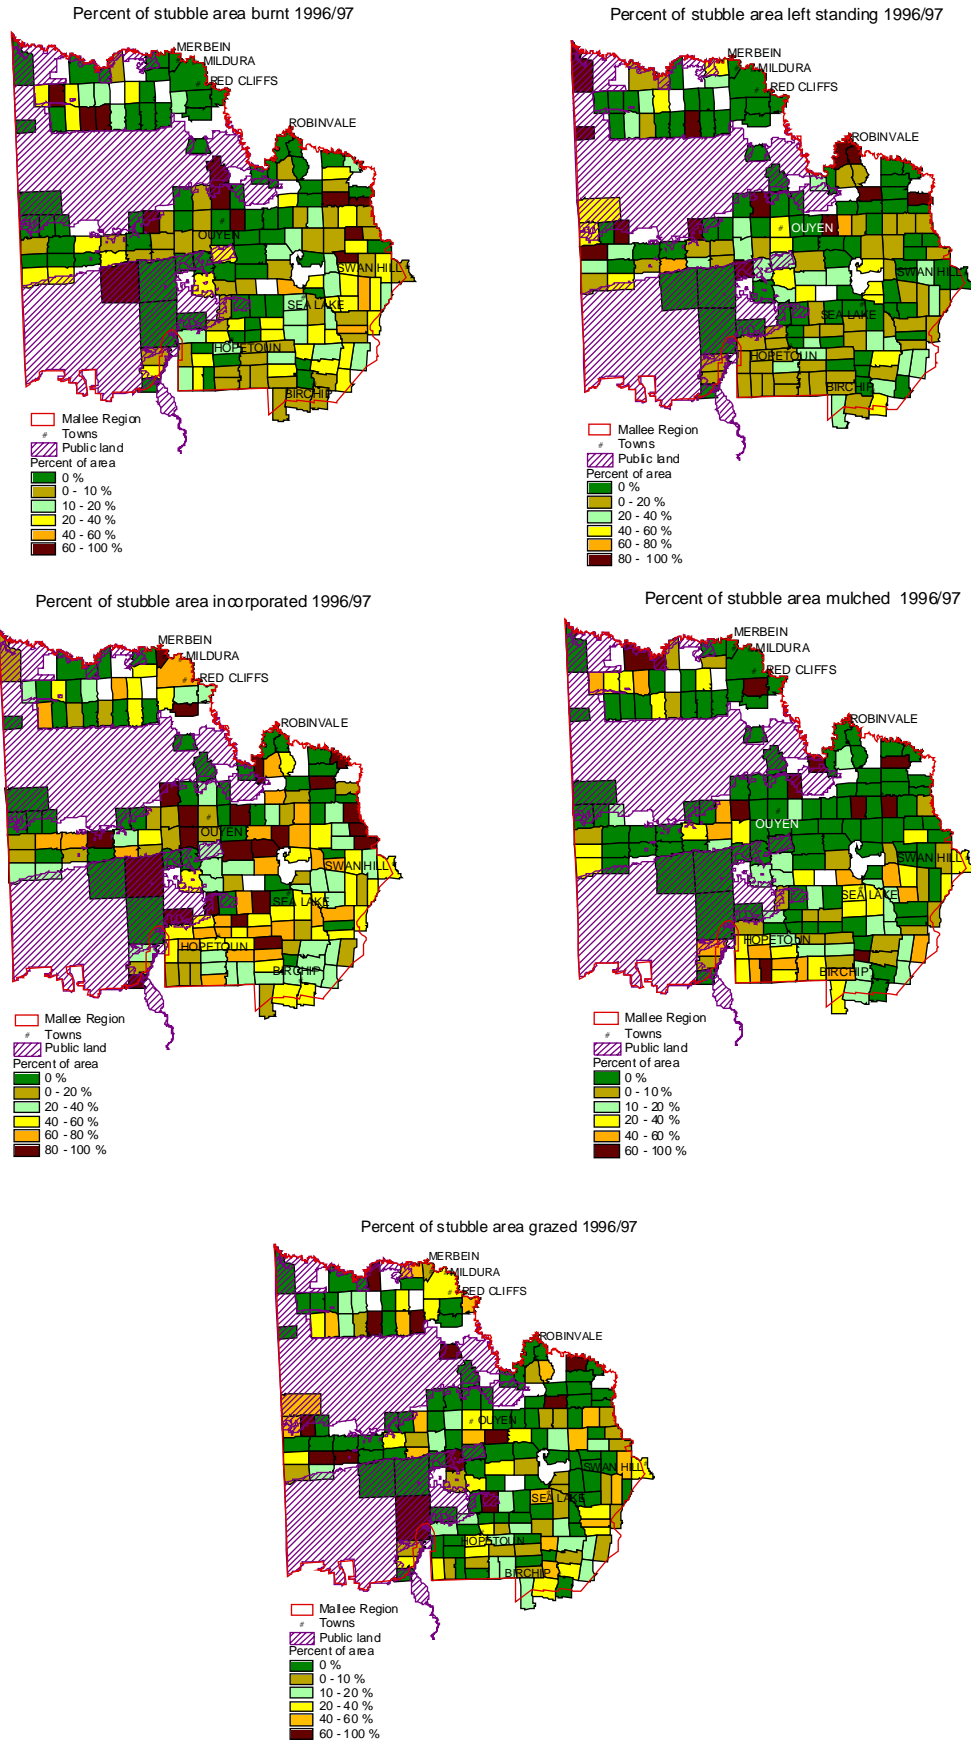 Percent of stubble area burnt 1996/97
MERBEIN
MILDURA
RED CLIFFS
ROBINVALE
OUYEN
SWAN HILL
SEA LAKE
HOPETOUN
BIRCHIP
Mallee Region
# Towns
Public land
Percent of area
0 %
0 - 10 %
10 - 20 %
20 - 40 %
40 - 60 %
60 - 100 %
Percent of stubble area left standing 1996/97
MERBEIN
MILDURA
RED CLIFFS
ROBINVALE
# OUYEN
SWAN HILL
SEA LAKE
HOPETOUN
BIRCHIP
Mallee Region
# Towns
Public land
Percent of area
0 %
0 - 20 %
20 - 40 %
40 - 60 %
60 - 80 %
80 - 100 %
Percent of stubble area incorporated 1996/97
MERBEIN
MILDURA
RED CLIFFS
ROBINVALE
OUYEN
SWAN HILL
SEA LAKE
HOPETOUN
BIRCHIP
Mallee Region
# Towns
Public land
Percent of area
0 %
0 - 20 %
20 - 40 %
40 - 60 %
60 - 80 %
80 - 100 %
Percent of stubble area mulched 1996/97
MERBEIN
MILDURA
RED CLIFFS
ROBINVALE
OUYEN
SWAN HILL
SEA LAKE
HOPETOUN
BIRCHIP
Mallee Region
# Towns
Public land
Percent of area
0 %
0 - 10 %
10 - 20 %
20 - 40 %
40 - 60 %
60 - 100 %
Percent of stubble area grazed 1996/97
MERBEIN
MILDURA
RED CLIFFS
ROBINVALE
# OUYEN
SWAN HILL
SEA LAKE
HOPETOUN
BIRCHIP
Mallee Region
# Towns
Public land
Percent of area
0 %
0 - 10 %
10 - 20 %
20 - 40 %
40 - 60 %
60 - 100 %